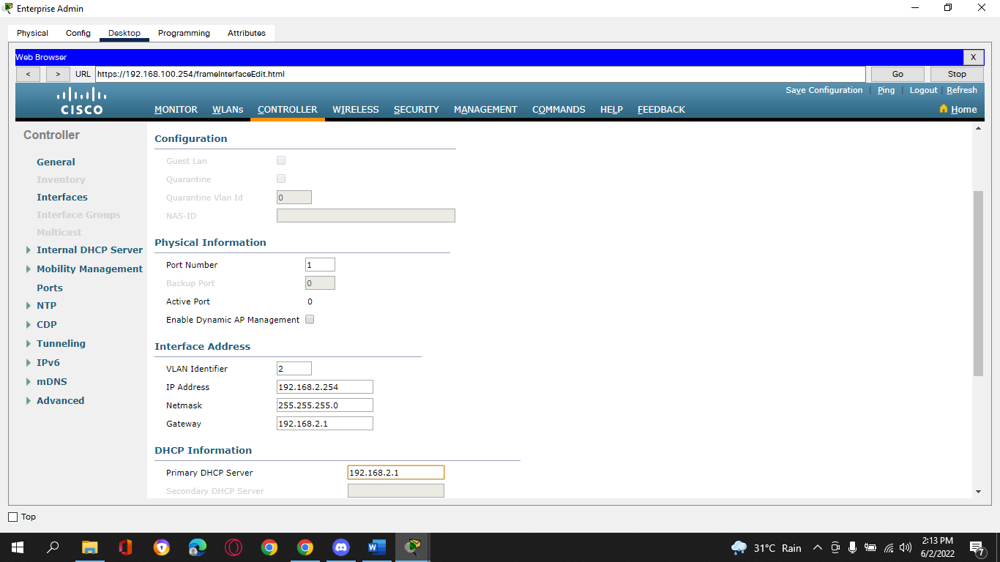 Enterprise Admin
Physical Config Desktop Programming Attributes
Web Browser X
< > URL https://192.168.100.254/frameInterfaceEdit.html Go Stop
Save Configuration | Ping | Logout | Refresh
CISCO
MONITOR WLANs CONTROLLER WIRELESS SECURITY MANAGEMENT COMMANDS HELP FEEDBACK Home
Controller
General
Inventory
Interfaces
Interface Groups
Multicast
Internal DHCP Server
Mobility Management
Ports
NTP
CDP
Tunneling
IPv6
mDNS
Advanced
Configuration
Guest Lan
Quarantine
Quarantine Vlan Id 0
NAS-ID
Physical Information
Port Number 1
Backup Port 0
Active Port 0
Enable Dynamic AP Management
Interface Address
VLAN Identifier 2
IP Address 192.168.2.254
Netmask 255.255.255.0
Gateway 192.168.2.1
DHCP Information
Primary DHCP Server 192.168.2.1
Secondary DHCP Server
Top
31°C Rain
2:13 PM
6/2/2022
7